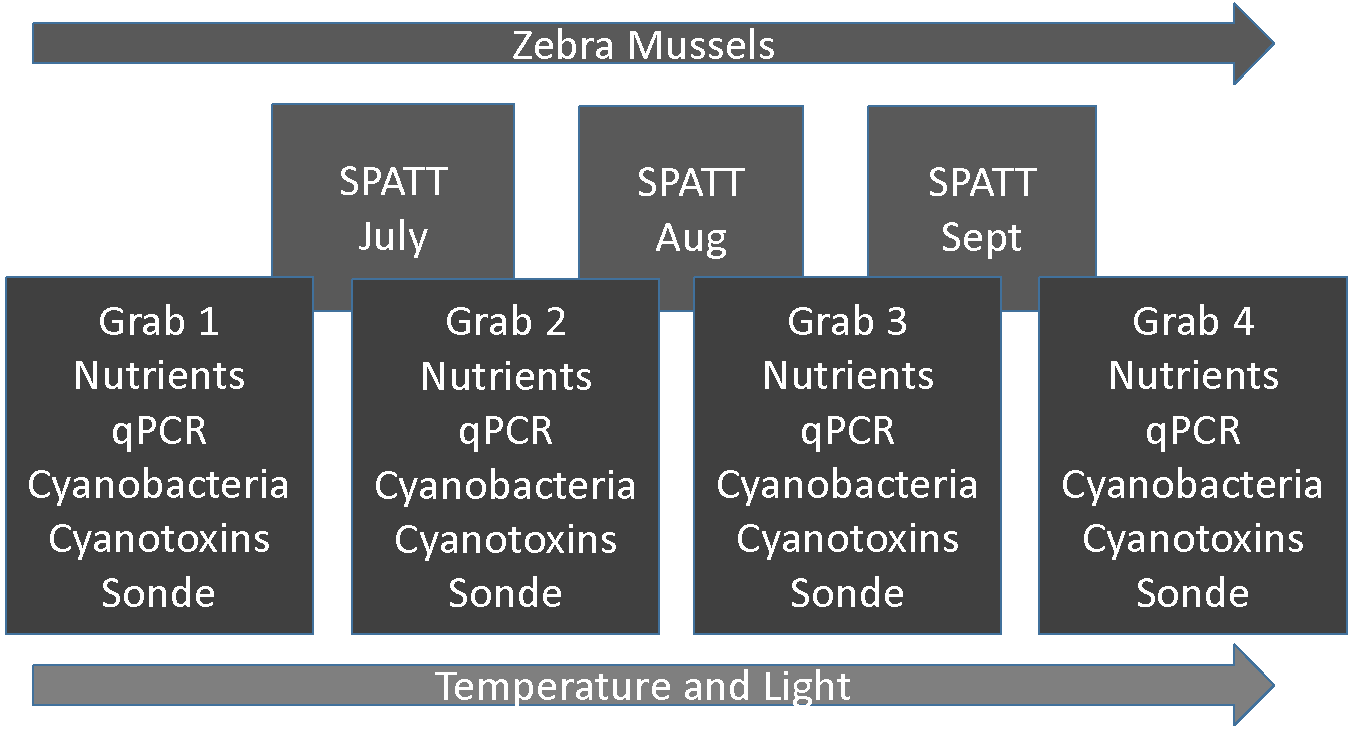 Zebra Mussels
SPATT
July
SPATT
Aug
SPATT
Sept
Grab 1
Nutrients
qPCR
Cyanobacteria
Cyanotoxins
Sonde
Grab 2
Nutrients
qPCR
Cyanobacteria
Cyanotoxins
Sonde
Grab 3
Nutrients
qPCR
Cyanobacteria
Cyanotoxins
Sonde
Grab 4
Nutrients
qPCR
Cyanobacteria
Cyanotoxins
Sonde
Temperature and Light